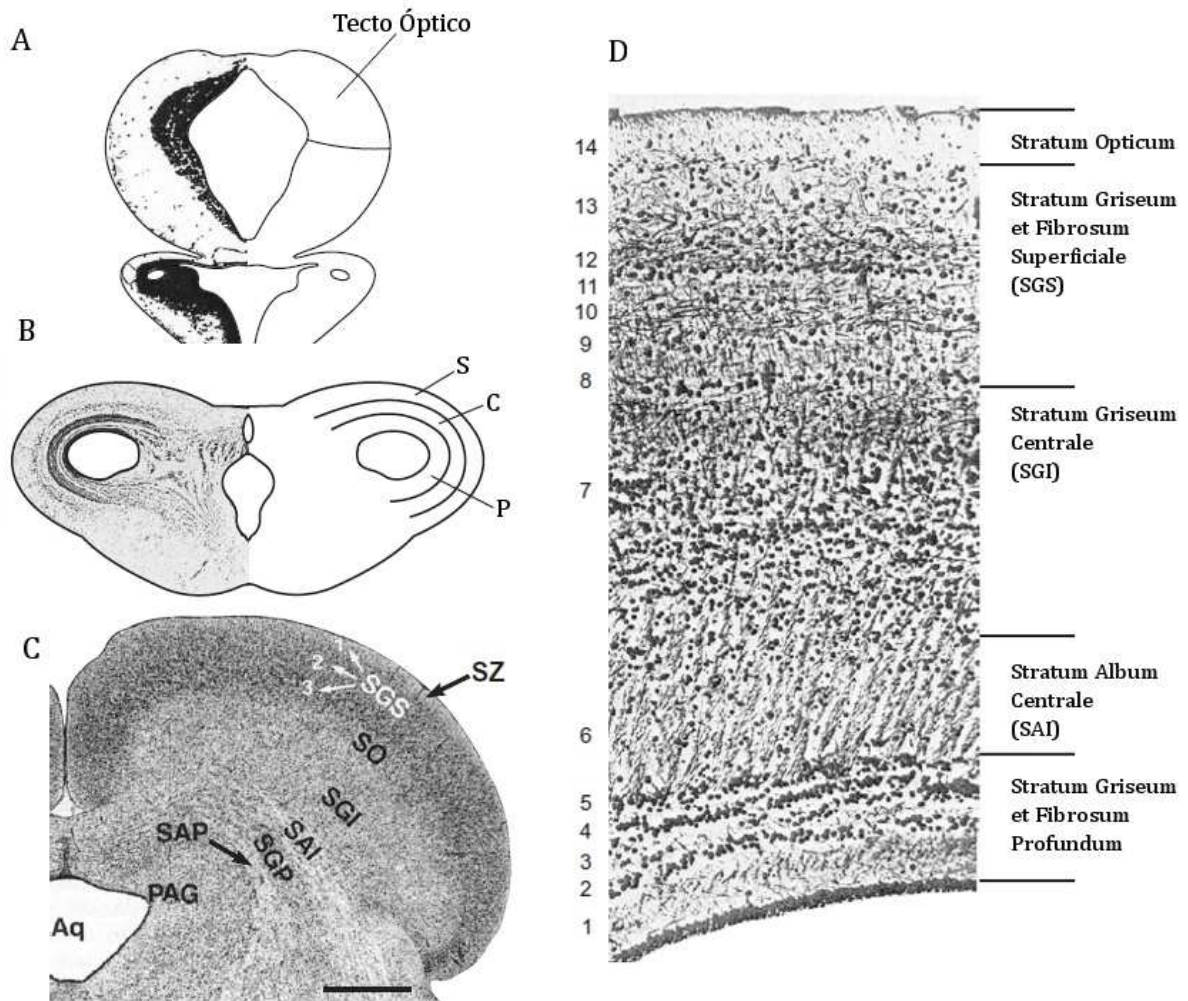 A
Tecto Óptico
B
S
C
P
C
1
2
3
SGS
SZ
SO
SGI
SAI
SAP
SGP
PAG
Aq
D
14
13
12
11
10
9
8
7
6
5
4
3
2
1
Stratum Opticum
Stratum Griseum
et Fibrosum
Superficiale
(SGS)
Stratum Griseum
Centrale
(SGI)
Stratum Album
Centrale
(SAI)
Stratum Griseum
et Fibrosum
Profundum